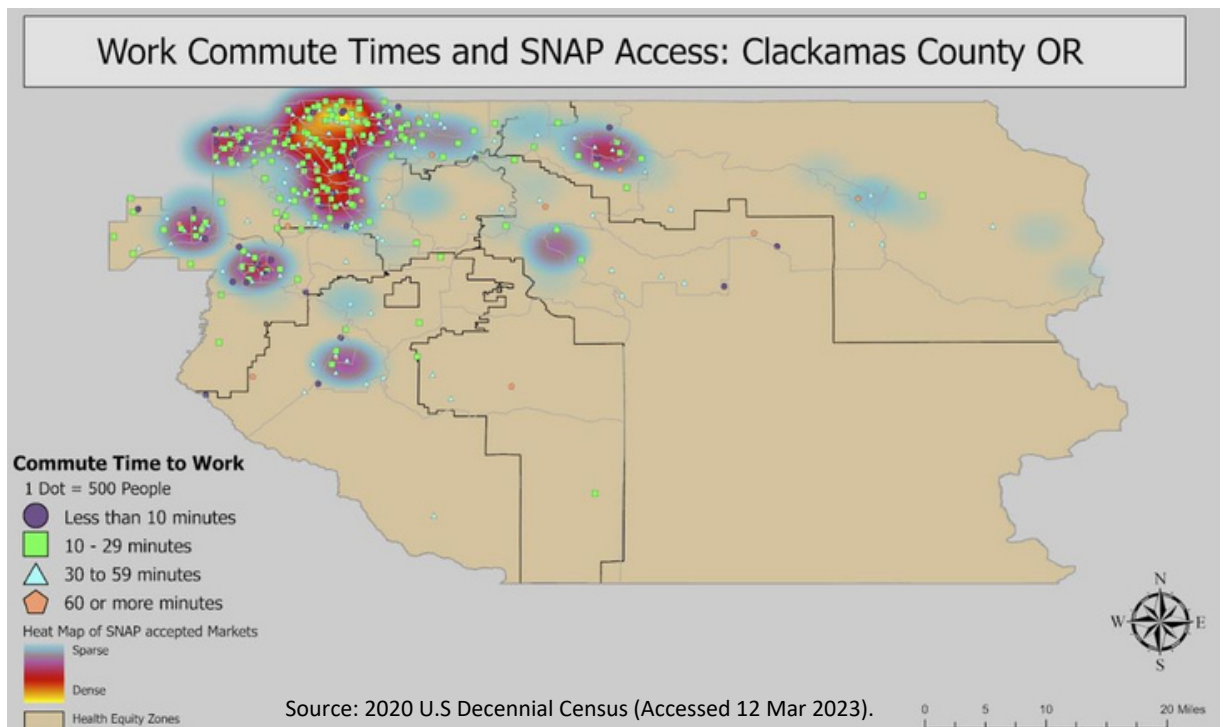 Work Commute Times and SNAP Access: Clackamas County OR
Commute Time to Work
1 Dot = 500 People
Less than 10 minutes
10 - 29 minutes
30 to 59 minutes
60 or more minutes
Heat Map of SNAP accepted Markets
Sparse
Dense
Health Equity Zones
Source: 2020 U.S Decennial Census (Accessed 12 Mar 2023).
N
W E
S
0 5 10 20 Miles